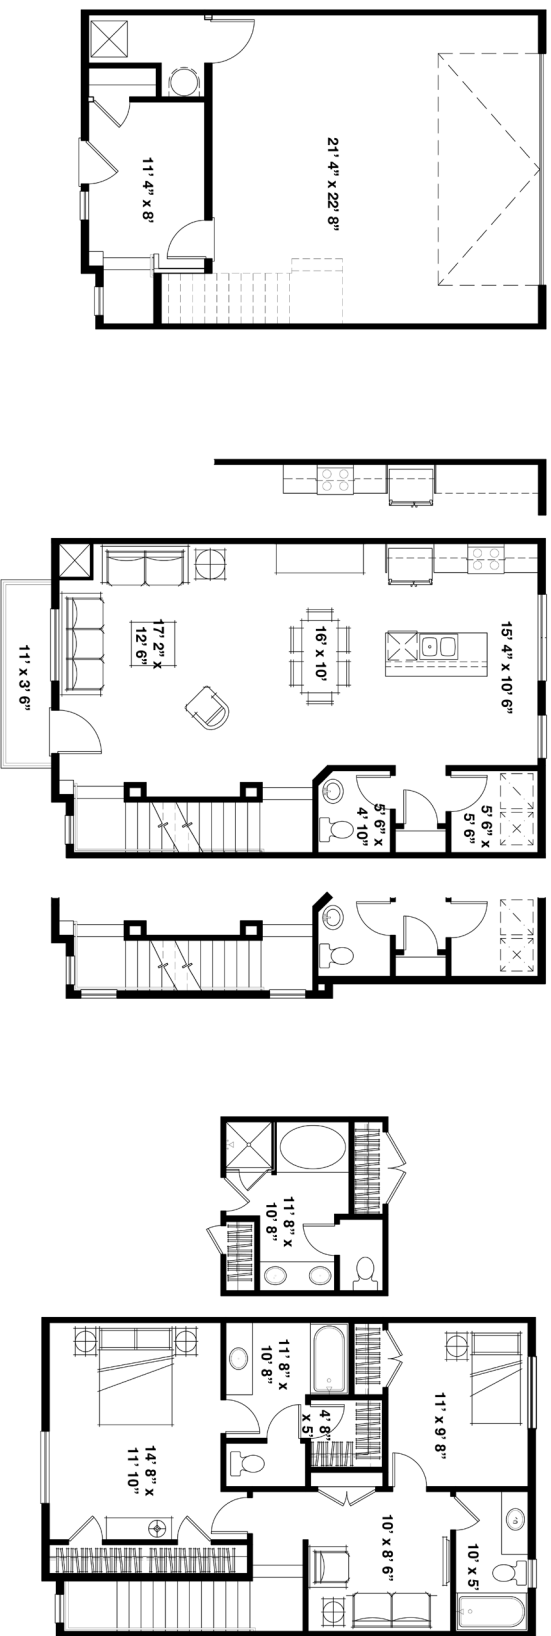 21' 4" x 22' 8"
11' 4" x 8'
15' 4" x 10' 6"
16' x 10'
17' 2" x
12' 6"
11' x 3' 6"
5' 6" x
5' 6"
5' 6" x
4' 10"
11' 8" x
10' 8"
11' x 9' 8"
11' 8" x
10' 8"
4' 8"
x 5'
14' 8" x
11' 10"
10' x 8' 6"
10' x 5'